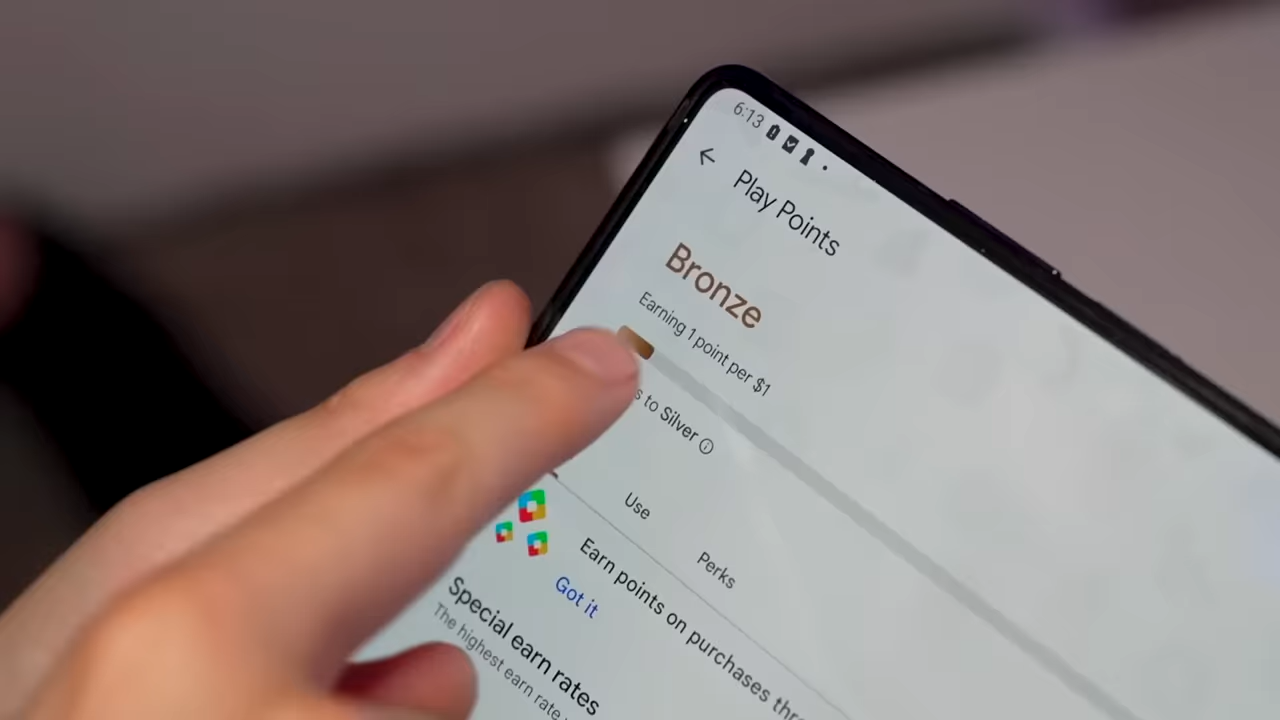 6:13
Play Points
Bronze
Earning 1 point per $1
s to Silver
Use
Perks
Earn points on purchases thr
Got it
Special earn rates
The highest earn rate